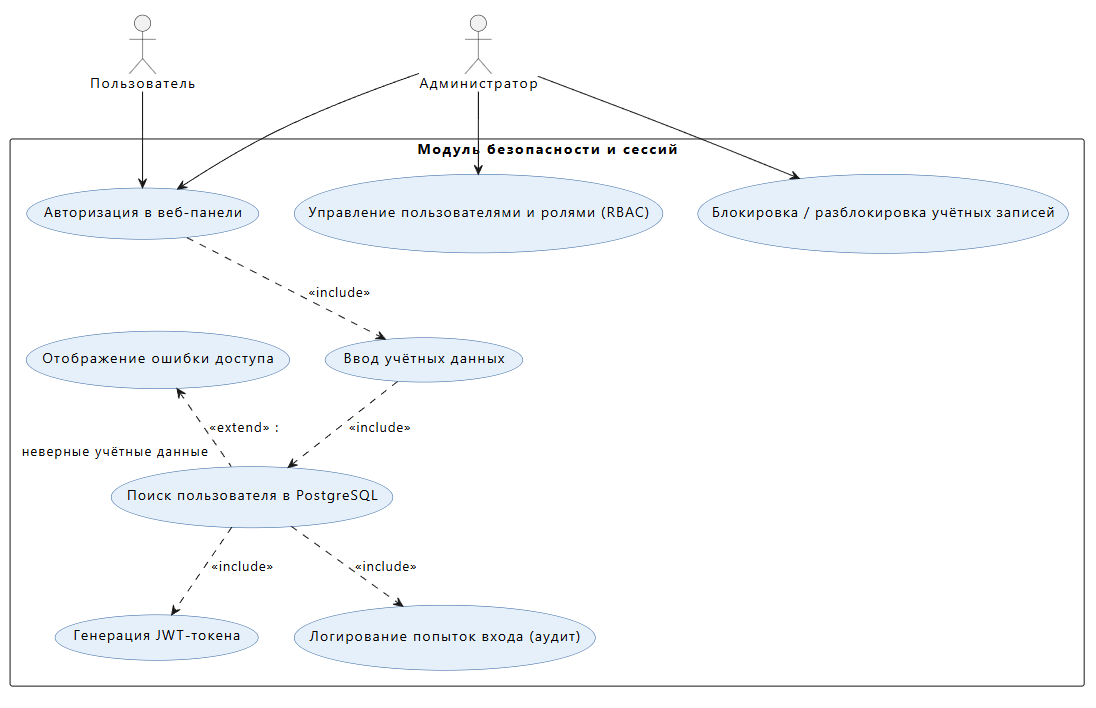 Пользователь
Администратор
Модуль безопасности и сессий
Авторизация в веб-панели
Управление пользователями и ролями (RBAC)
Блокировка / разблокировка учётных записей
«include»
Отображение ошибки доступа
Ввод учётных данных
«extend» :
неверные учётные данные
«include»
Поиск пользователя в PostgreSQL
«include»
«include»
Генерация JWT-токена
Логирование попыток входа (аудит)